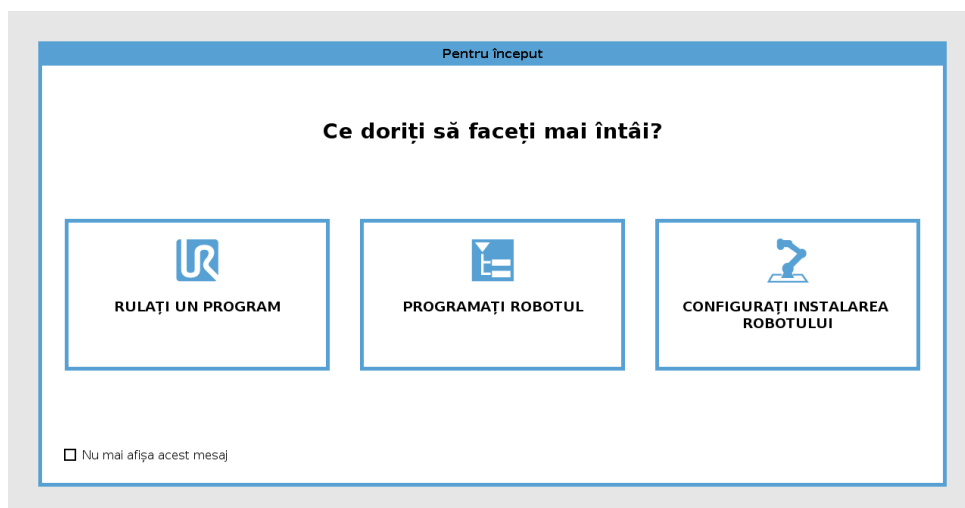 Pentru început
Ce doriți să faceți mai întâi?
RULAȚI UN PROGRAM
PROGRAMAȚI ROBOTUL
CONFIGURAȚI INSTALAREA
ROBOTULUI
Nu mai afișa acest mesaj